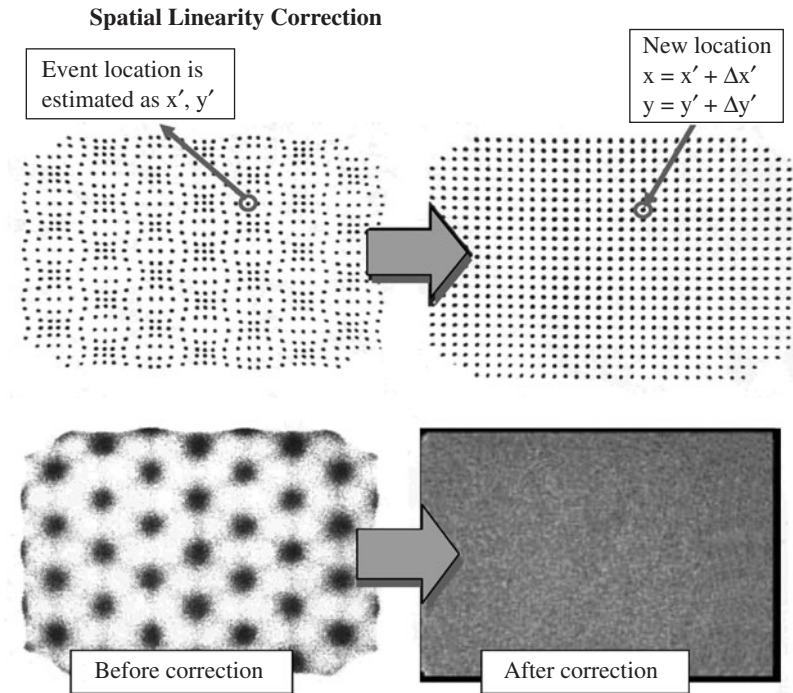 Spatial Linearity Correction
Event location is
estimated as x′, y′
New location
x = x′ + Δx′
y = y′ + Δy′
Before correction
After correction